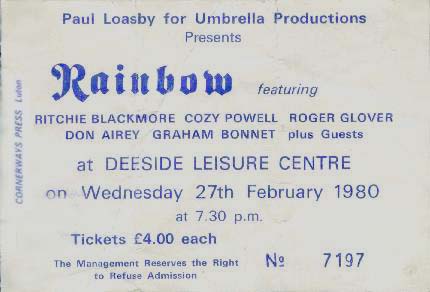 Paul Loasby for Umbrella Productions
Presents
Rainbow featuring
RITCHIE BLACKMORE COZY POWELL ROGER GLOVER
DON AIREY GRAHAM BONNET plus Guests
at DEESIDE LEISURE CENTRE
on Wednesday 27th February 1980
at 7.30 p.m.
Tickets £4.00 each
The Management Reserves the Right
to Refuse Admission
№ 7197
CORNERWAYS PRESS Luton